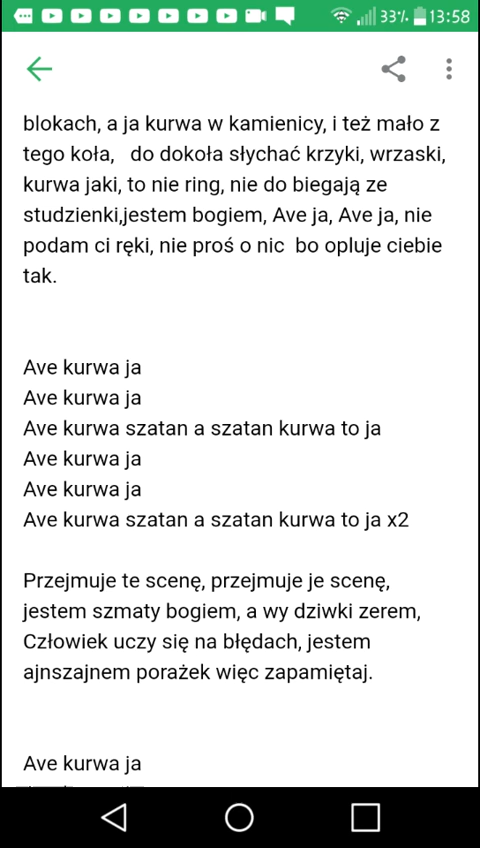 33% 13:58
blokach, a ja kurwa w kamienicy, i też mało z
tego koła, do dokoła słychać krzyki, wrzaski,
kurwa jaki, to nie ring, nie do biegają ze
studzienki,jestem bogiem, Ave ja, Ave ja, nie
podam ci ręki, nie proś o nic bo opluje ciebie
tak.
Ave kurwa ja
Ave kurwa ja
Ave kurwa szatan a szatan kurwa to ja
Ave kurwa ja
Ave kurwa ja
Ave kurwa szatan a szatan kurwa to ja x2
Przejmuje te scenę, przejmuje je scenę,
jestem szmaty bogiem, a wy dziwki zerem,
Człowiek uczy się na błędach, jestem
ajnszajnem porażek więc zapamiętaj.
Ave kurwa ja